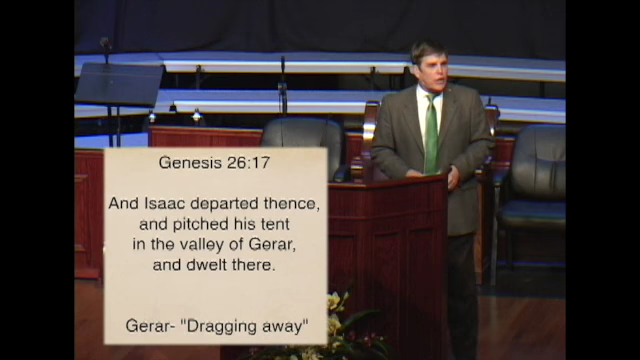 Genesis 26:17
And Isaac departed thence,
and pitched his tent
in the valley of Gerar,
and dwelt there.
Gerar- "Dragging away"